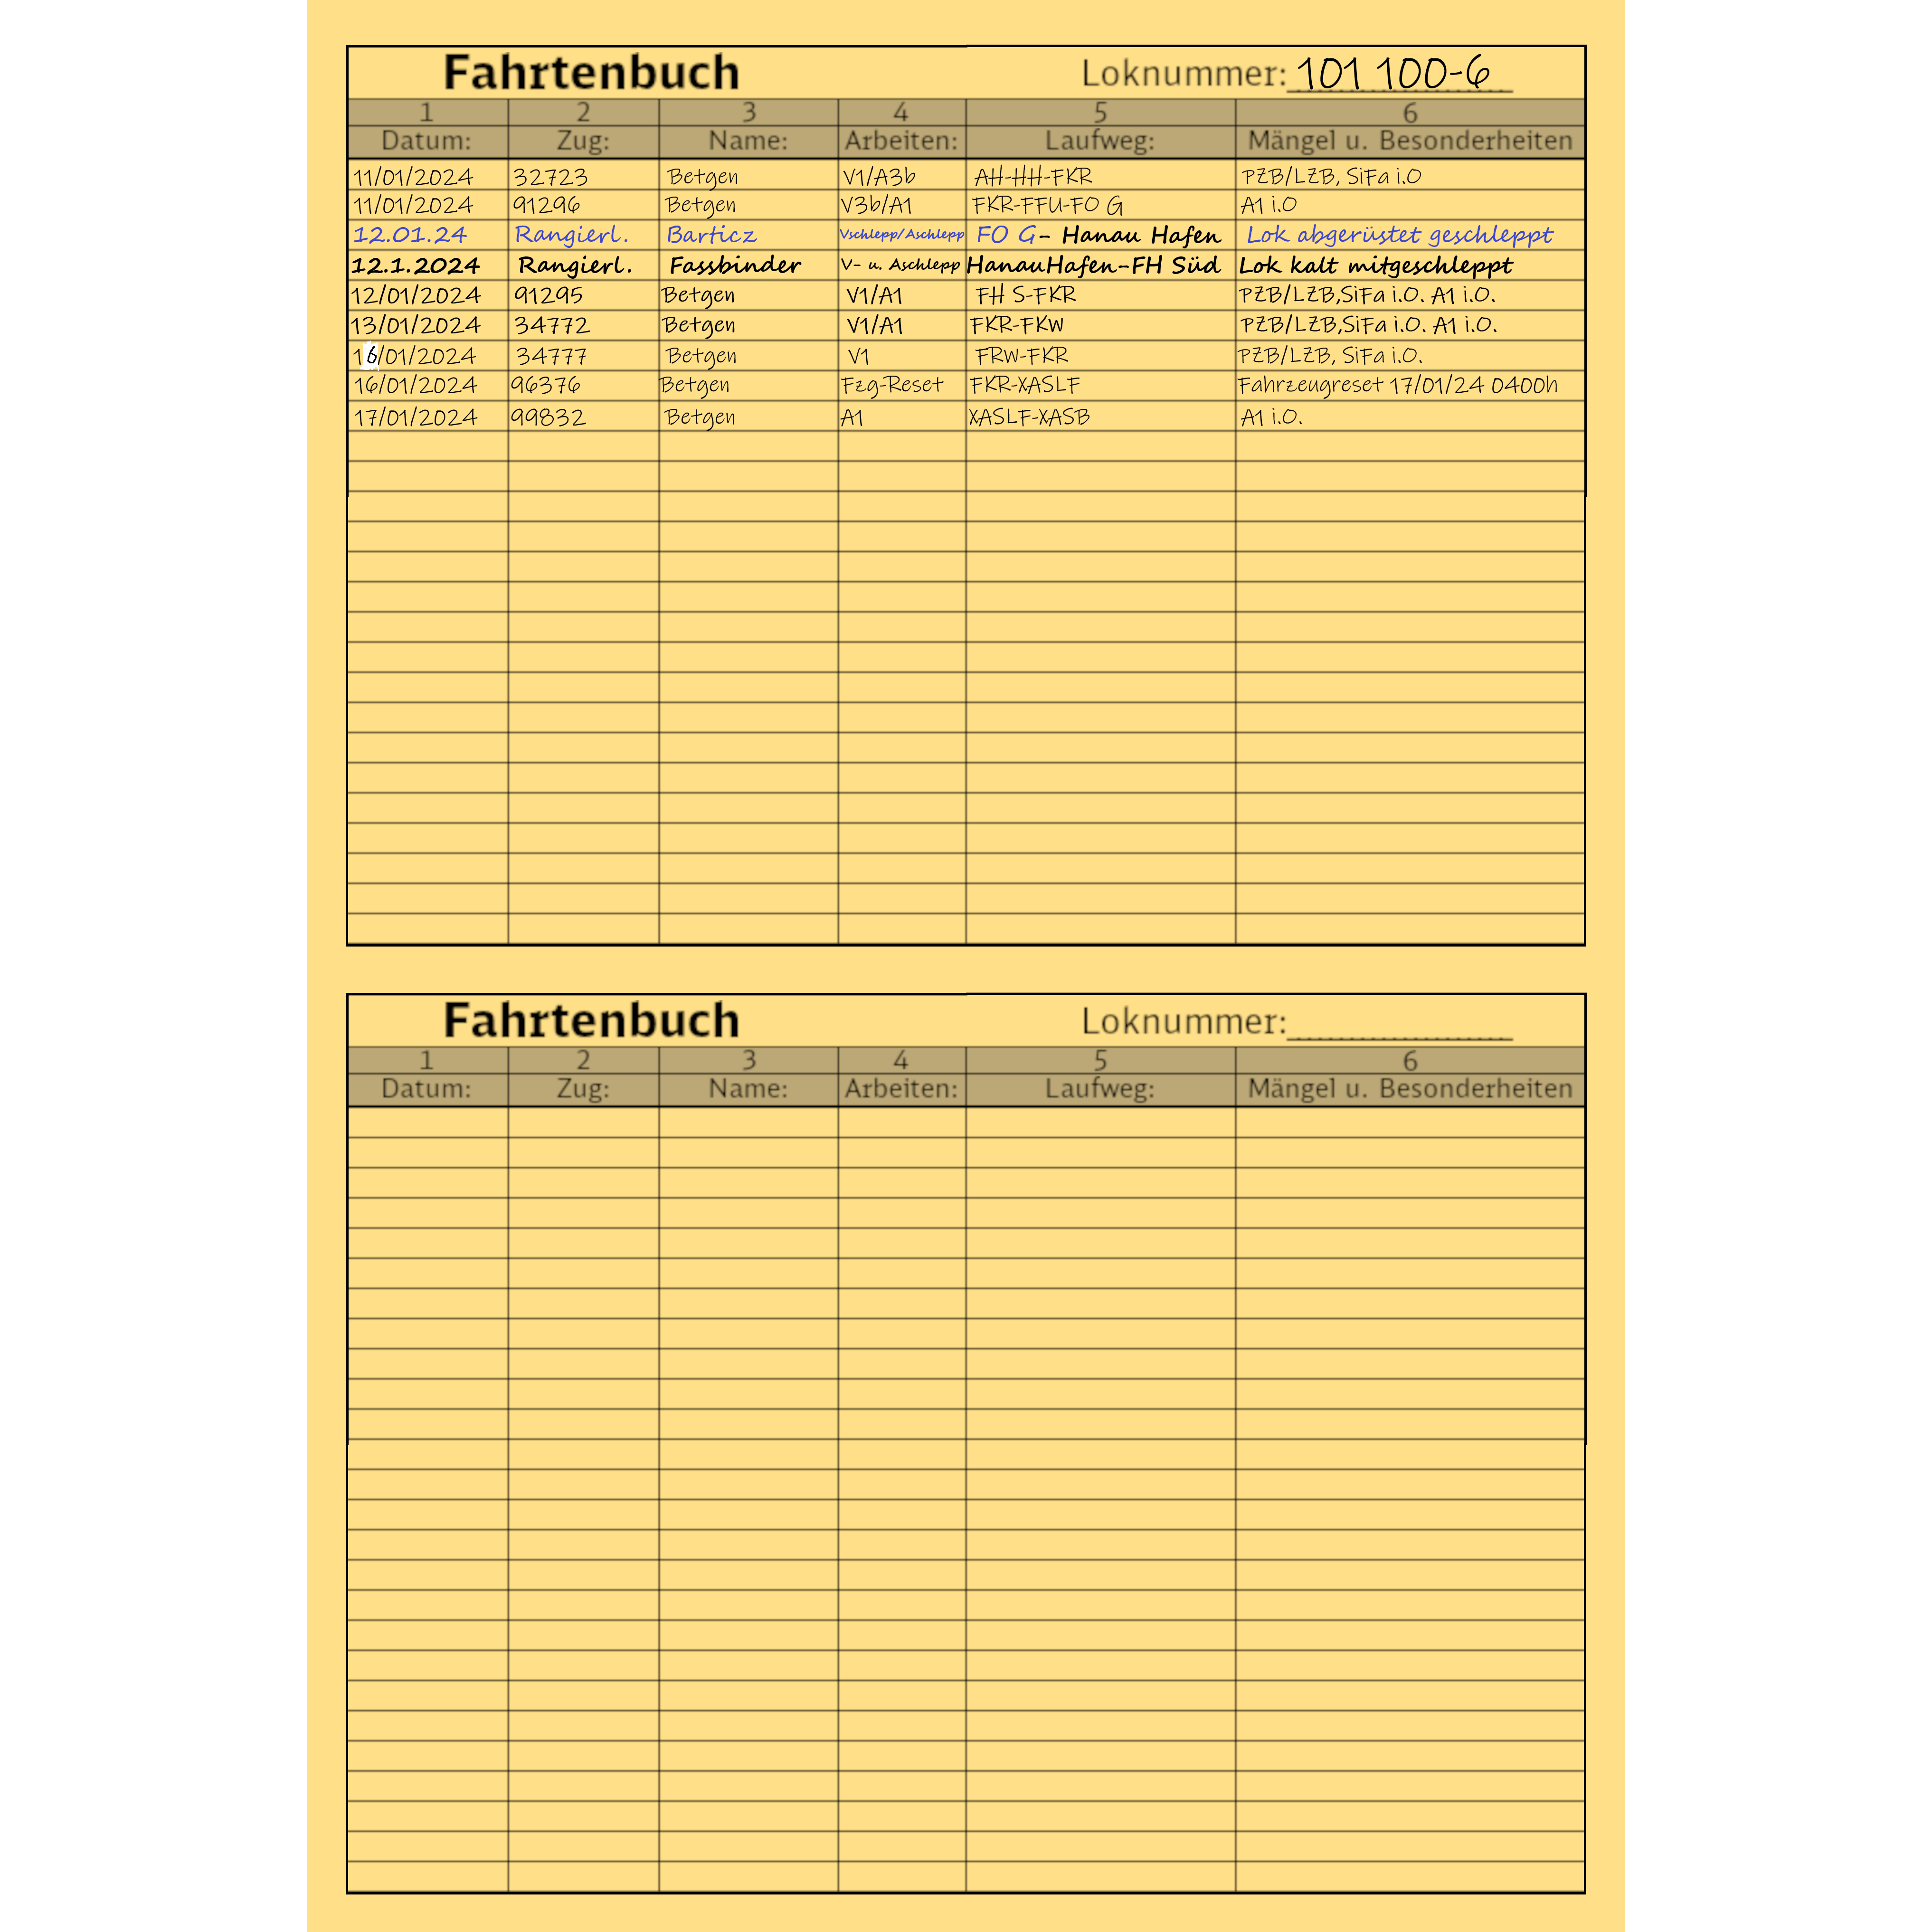 Fahrtenbuch Loknummer: 101 100-6
1 2 3 4 5 6
Datum: Zug: Name: Arbeiten: Laufweg: Mängel u. Besonderheiten
11/01/2024 32723 Betgen V1/A3b AH-HH-FKR PZB/LZB, SiFa i.O
11/01/2024 91296 Betgen V3b/A1 FKR-FFU-FO G A1 i.O
12.01.24 Rangierl. Barticz Vschlepp/Aschlepp FO G- Hanau Hafen Lok abgerüstet geschleppt
12.1.2024 Rangierl. Fassbinder V- u. Aschlepp HanauHafen-FH Süd Lok kalt mitgeschleppt
12/01/2024 91295 Betgen V1/A1 FH S-FKR PZB/LZB,SiFa i.O. A1 i.O.
13/01/2024 34772 Betgen V1/A1 FKR-FKW PZB/LZB,SiFa i.O. A1 i.O.
16/01/2024 34777 Betgen V1 FRW-FKR PZB/LZB, SiFa i.O.
16/01/2024 96376 Betgen Fzg-Reset FKR-XASLF Fahrzeugreset 17/01/24 0400h
17/01/2024 99832 Betgen A1 XASLF-XASB A1 i.O.
Fahrtenbuch Loknummer:
1 2 3 4 5 6
Datum: Zug: Name: Arbeiten: Laufweg: Mängel u. Besonderheiten